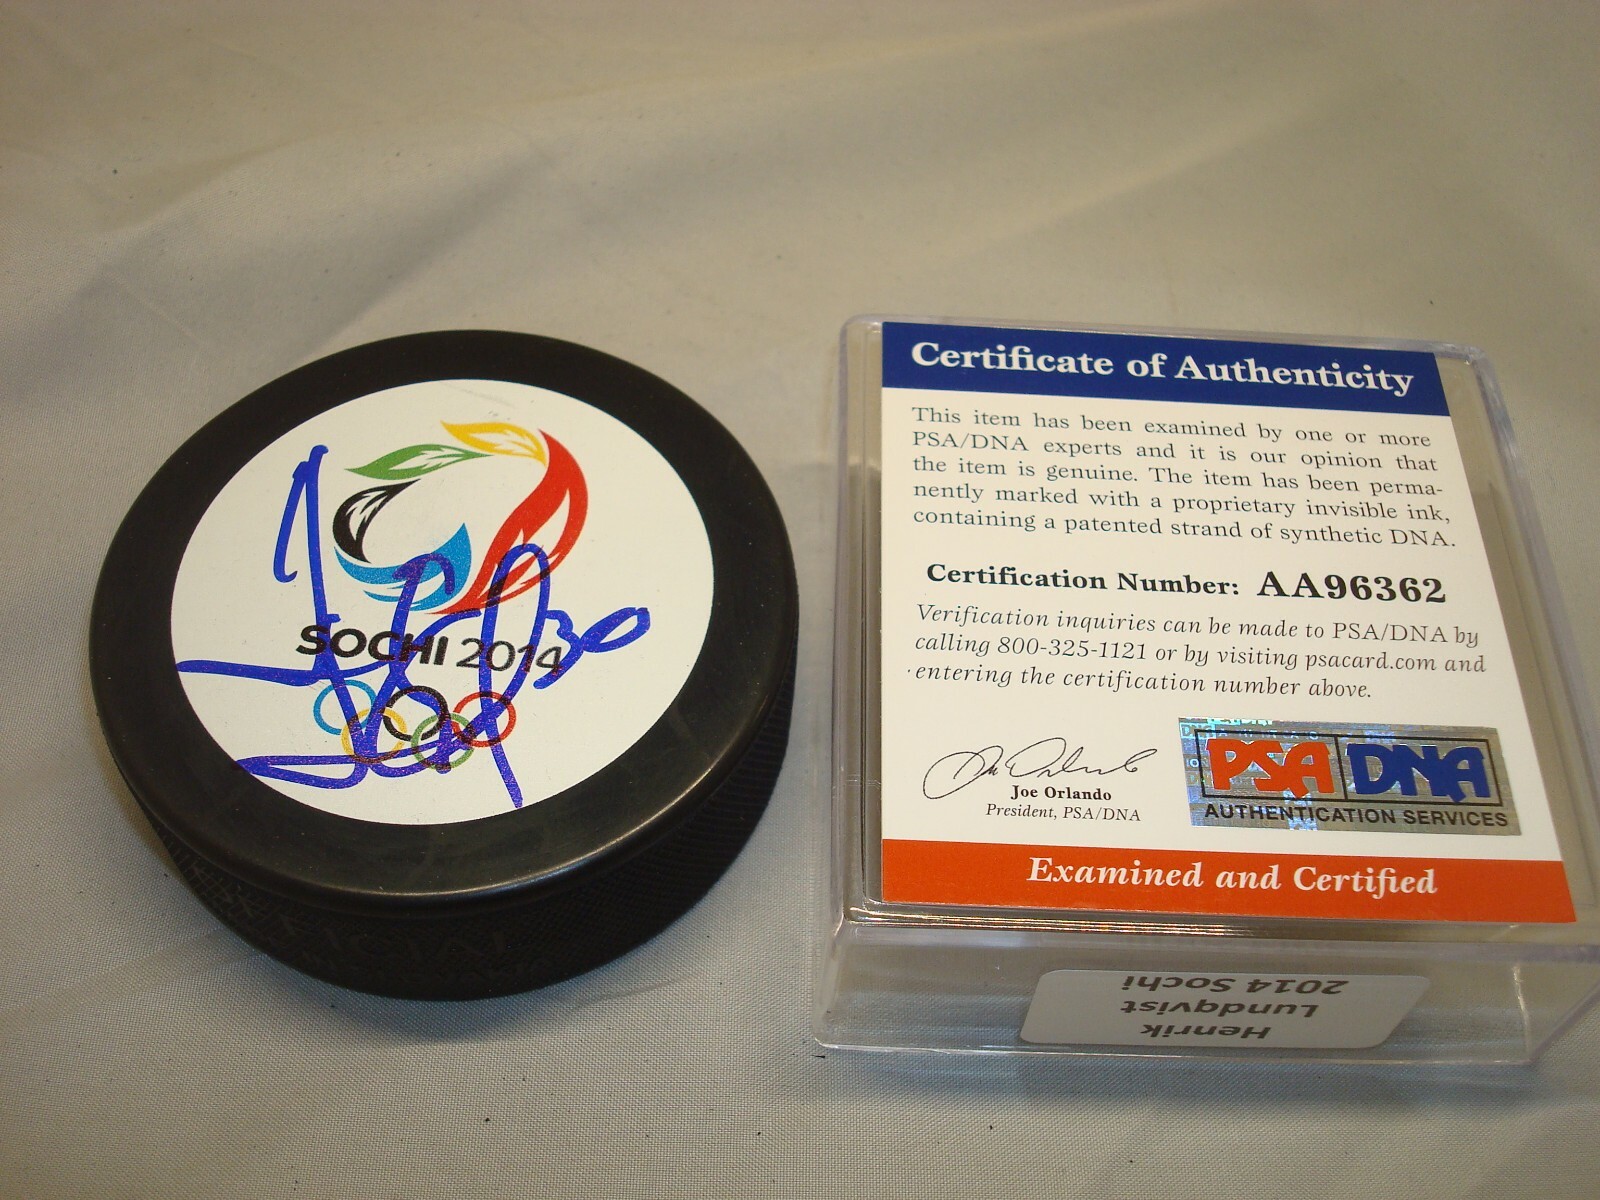 SOCHI 2014
30
Certificate of Authenticity
This item has been examined by one or more
PSA/DNA experts and it is our opinion that
the item is genuine. The item has been perma-
nently marked with a proprietary invisible ink,
containing a patented strand of synthetic DNA.
Certification Number: AA96362
Verification inquiries can be made to PSA/DNA by
calling 800-325-1121 or by visiting psacard.com and
entering the certification number above.
Joe Orlando
President, PSA/DNA
PSA DNA
AUTHENTICATION SERVICES
Examined and Certified
Henrik
Lundqvist
2014 Sochi